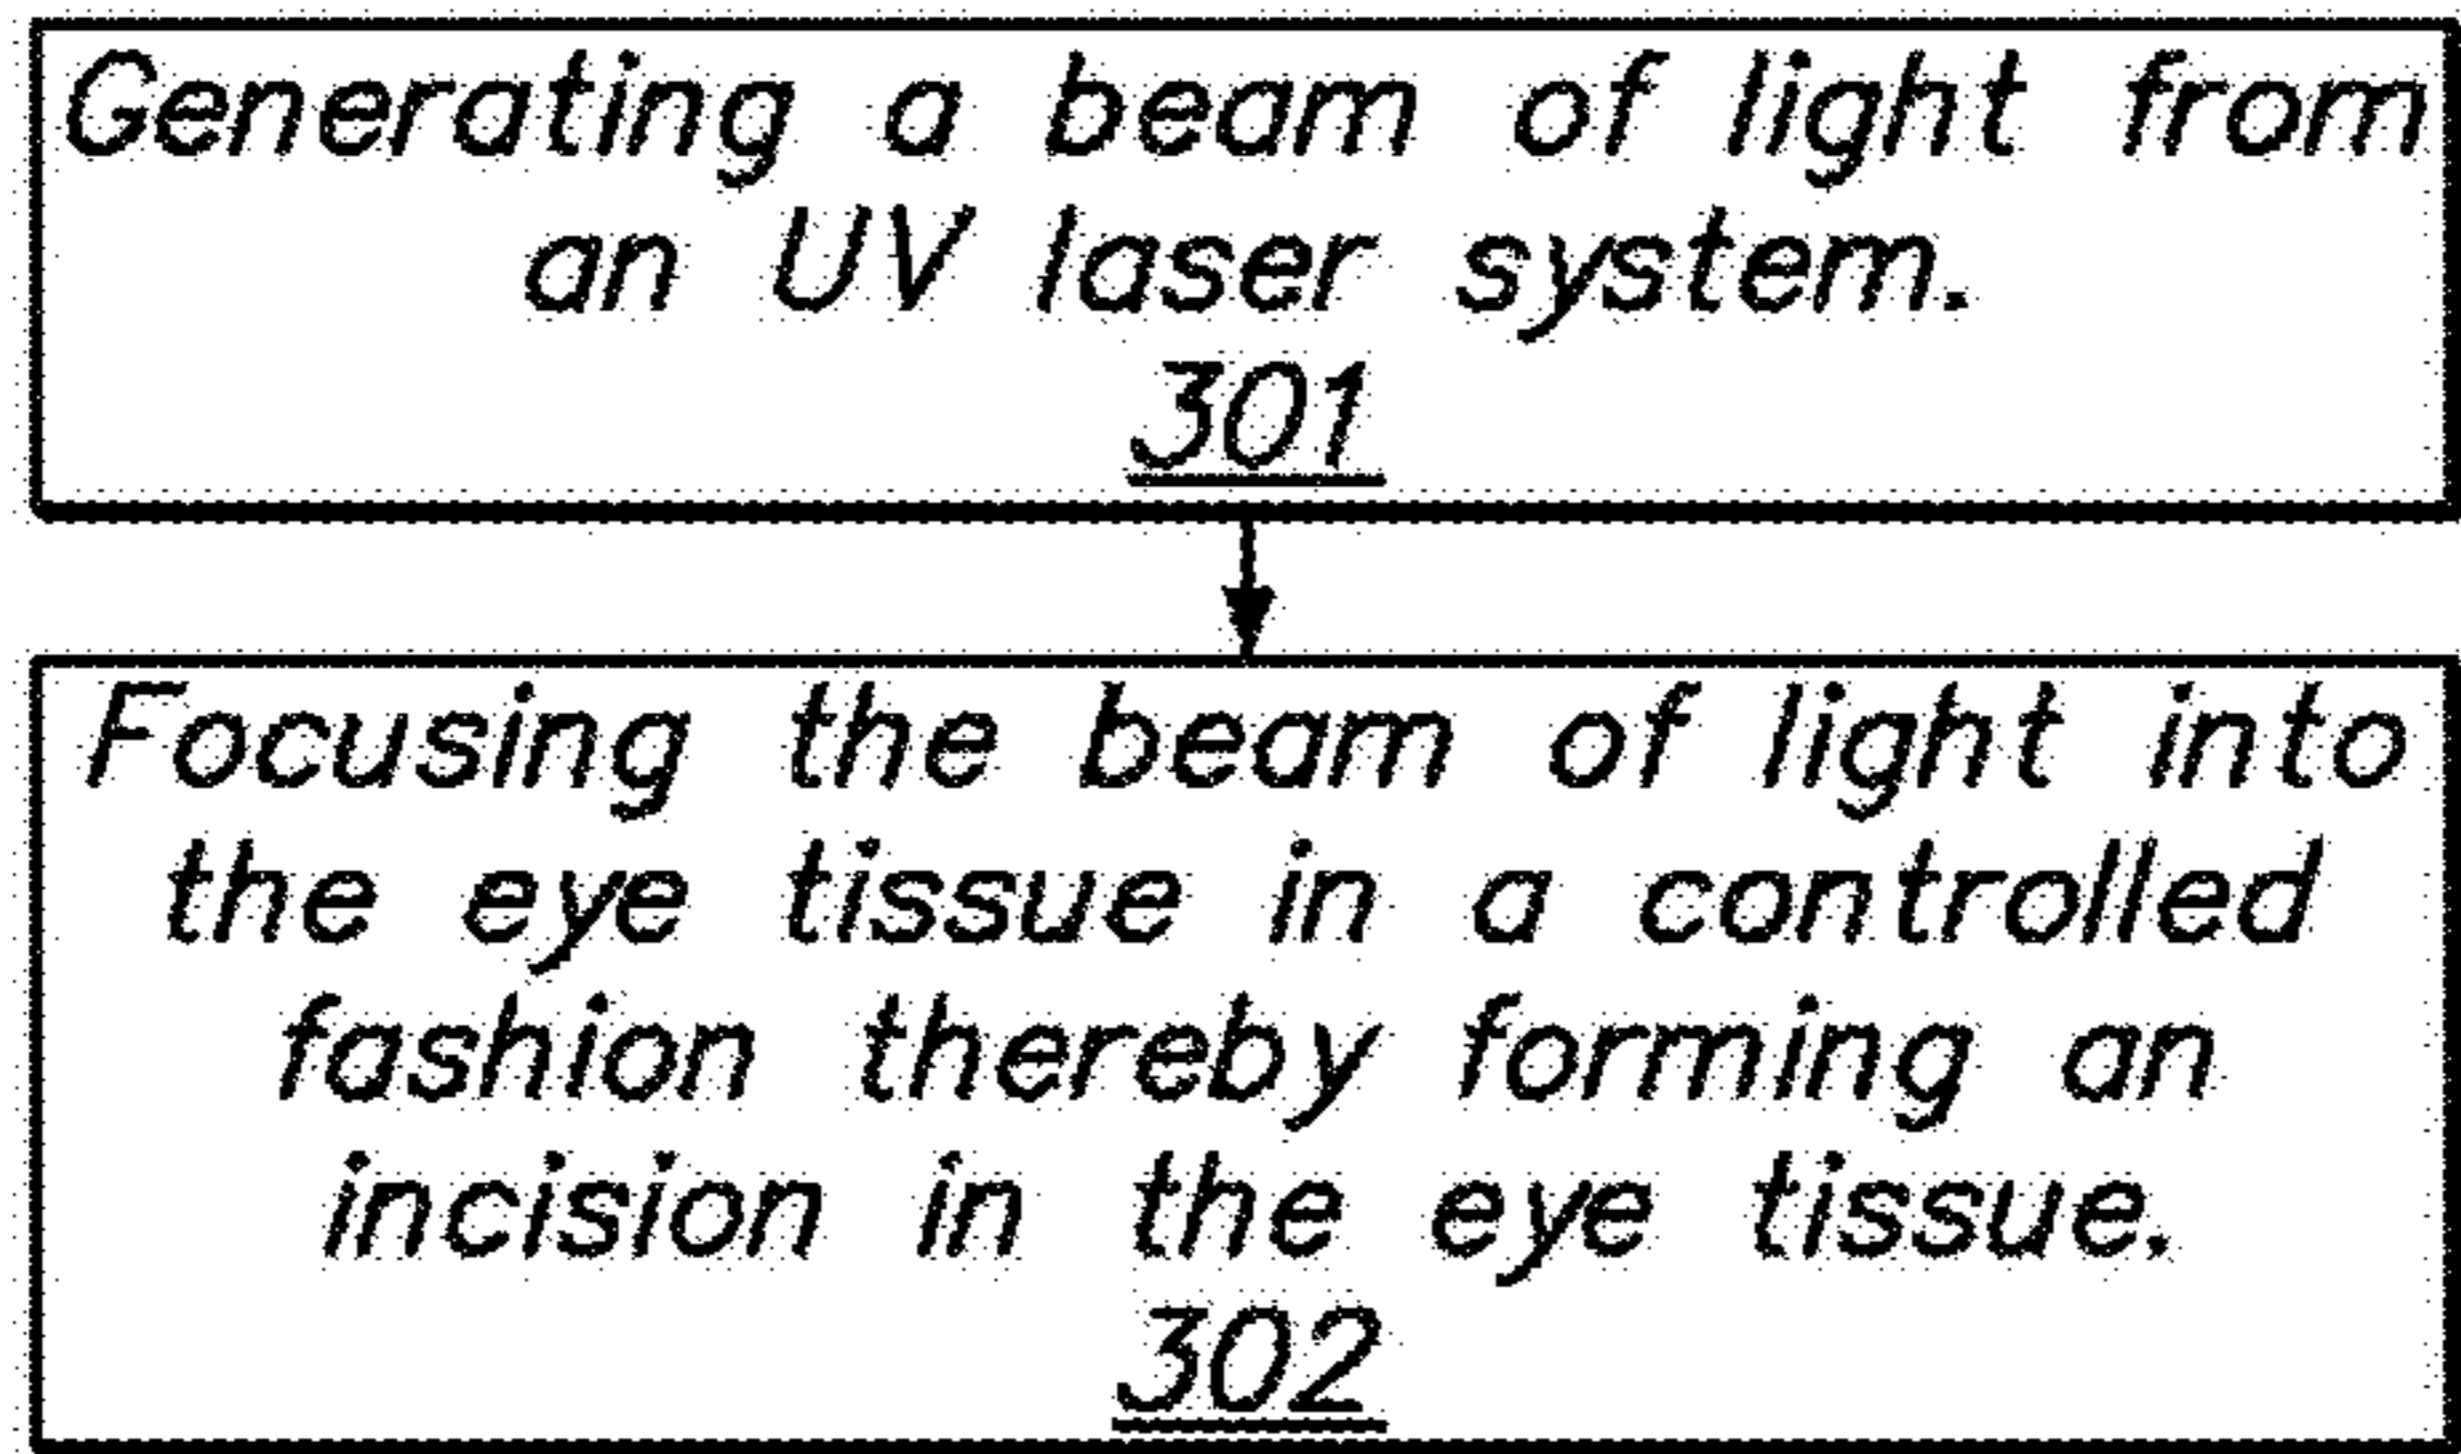 Generating a beam of light from
an UV laser system.
301
Focusing the beam of light into
the eye tissue in a controlled
fashion thereby forming an
incision in the eye tissue.
302